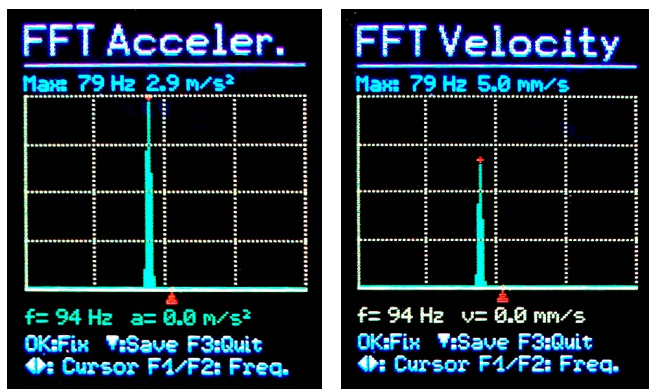 FFT Acceler.
Max: 79 Hz 2.9 m/s²
f= 94 Hz a= 0.0 m/s²
OK:Fix ▼:Save F3:Quit
◀▶: Cursor F1/F2: Freq.
FFT Velocity
Max: 79 Hz 5.0 mm/s
f= 94 Hz v= 0.0 mm/s
OK:Fix ▼:Save F3:Quit
◀▶: Cursor F1/F2: Freq.